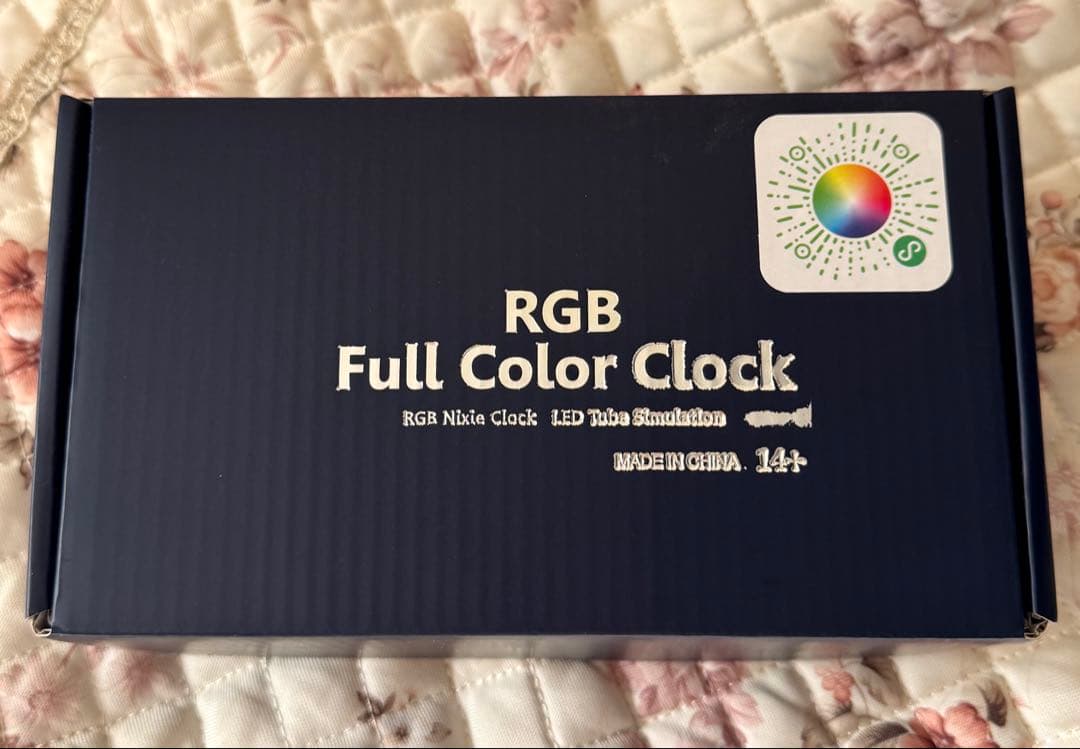 RGB
Full Color Clock
RGB Nixie Clock LED Tube Simulation
MADE IN CHINA. 14+